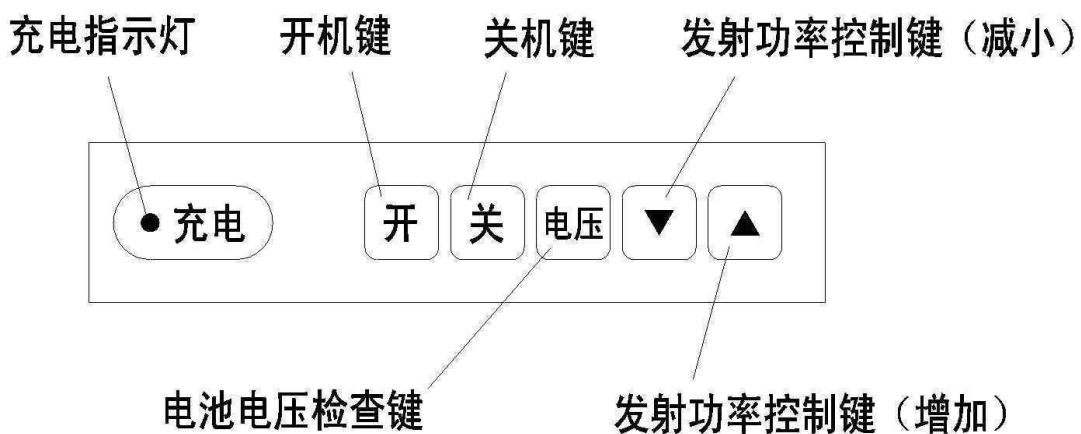 充电指示灯 开机键 关机键 发射功率控制键（减小）
●充电 开 关 电压 ▼ ▲
电池电压检查键 发射功率控制键（增加）